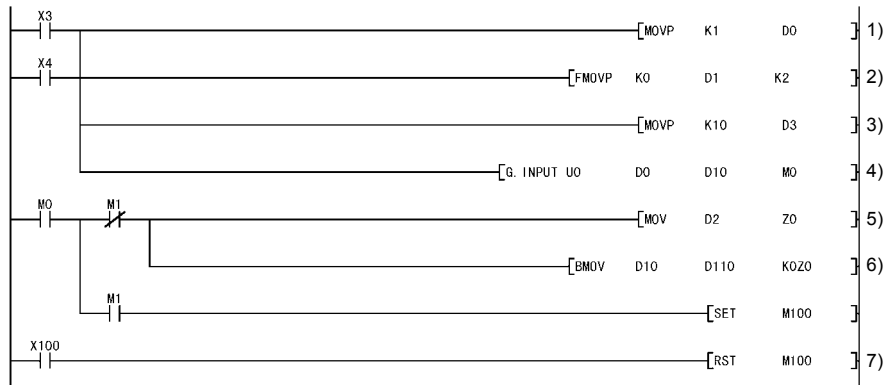 X3
[MOVP K1 D0 ] 1)
X4
[FMOVP K0 D1 K2 ] 2)
[MOVP K10 D3 ] 3)
[G. INPUT U0 D0 D10 M0 ] 4)
M0 M1
[MOV D2 Z0 ] 5)
[BMOV D10 D110 K0Z0 ] 6)
M1
[SET M100 ]
X100
[RST M100 ] 7)